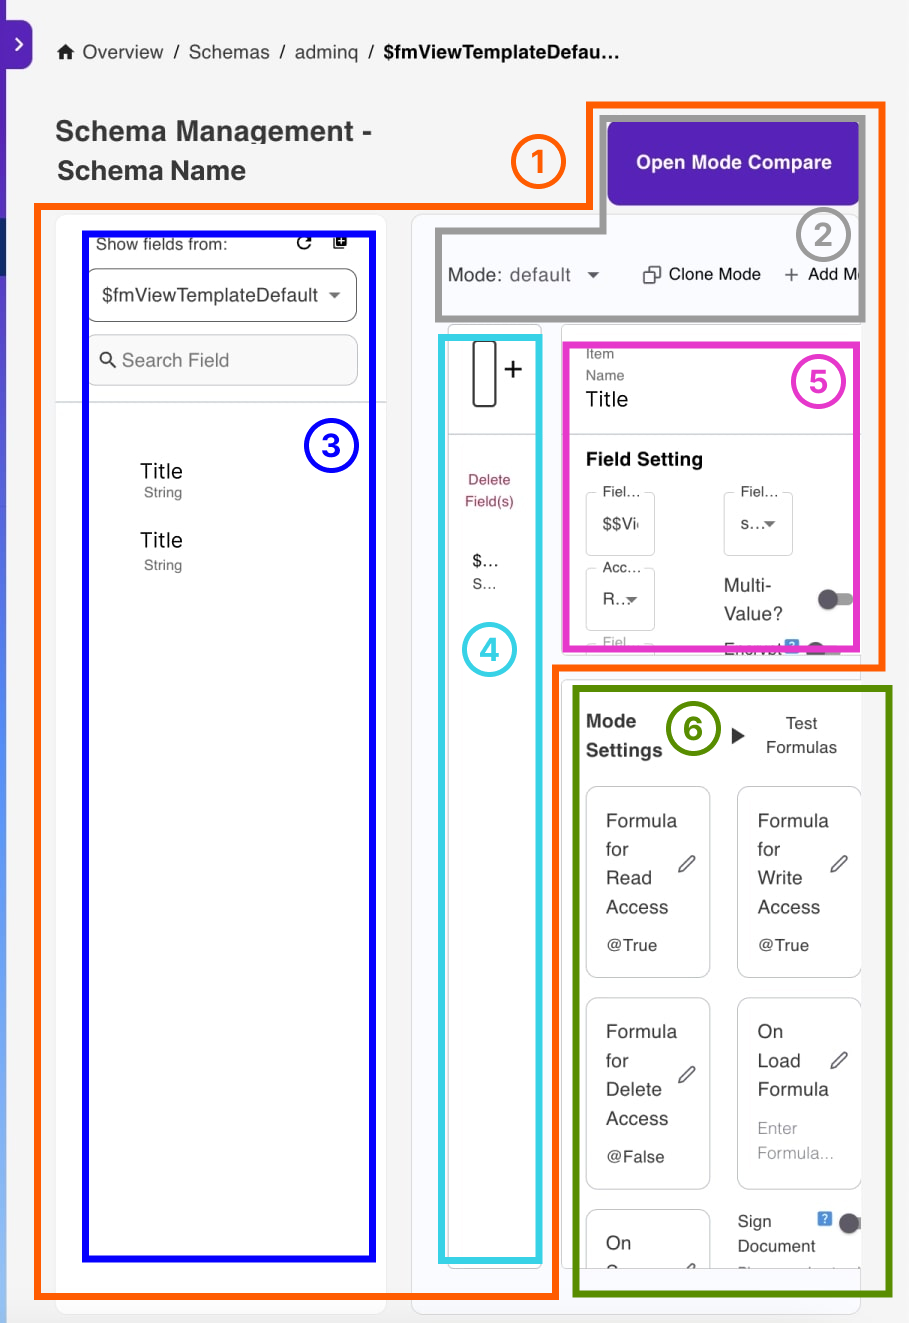 Overview / Schemas / adminq / $fmViewTemplateDefau...
Schema Management -
Schema Name
1
Open Mode Compare
2
Show fields from:
Mode: default
Clone Mode
+ Add M
$fmViewTemplateDefault
Search Field
3
Title
String
Title
String
+
Delete
Field(s)
$...
S...
4
Item
Name
Title
5
Field Setting
Fiel...
$$Vi
Fiel...
s...
Acc...
R...
Multi-
Value?
Fiel
Encrypt ?
Mode
Settings
6
Test
Formulas
Formula
for
Read
Access
@True
Formula
for
Write
Access
@True
Formula
for
Delete
Access
@False
On
Load
Formula
Enter
Formula...
On
Sign ?
Document